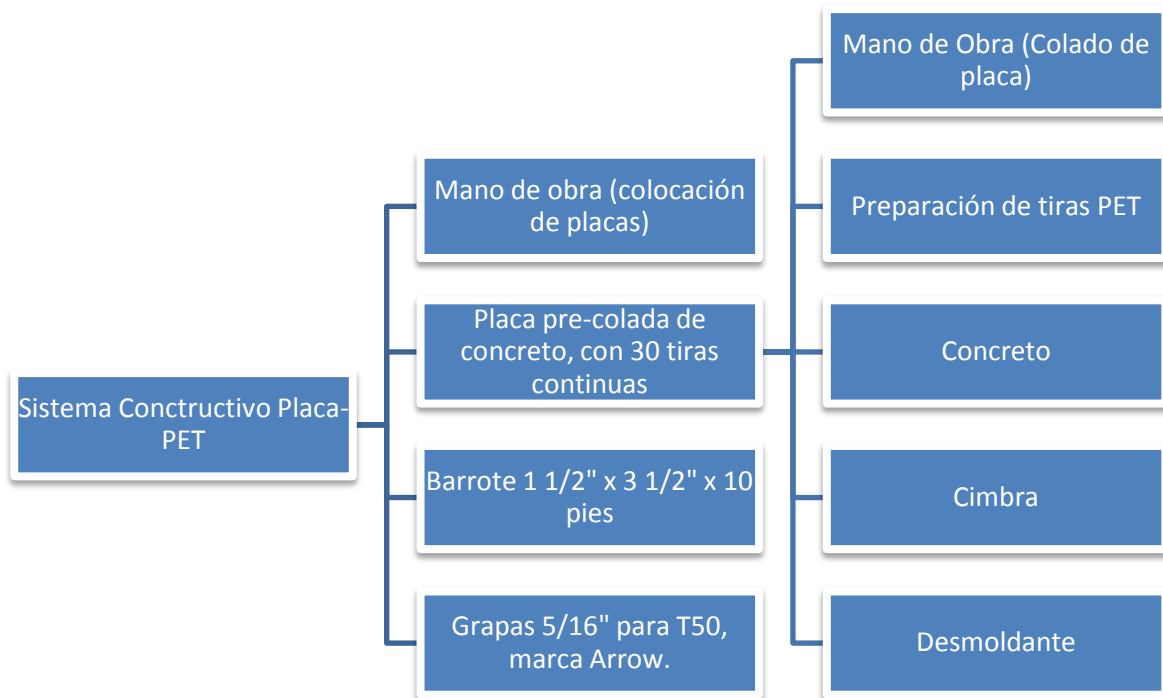 Sistema Conctructivo Placa-
PET
Mano de obra (colocación
de placas)
Placa pre-colada de
concreto, con 30 tiras
continuas
Barrote 1 1/2" x 3 1/2" x 10
pies
Grapas 5/16" para T50,
marca Arrow.
Mano de Obra (Colado de
placa)
Preparación de tiras PET
Concreto
Cimbra
Desmoldante